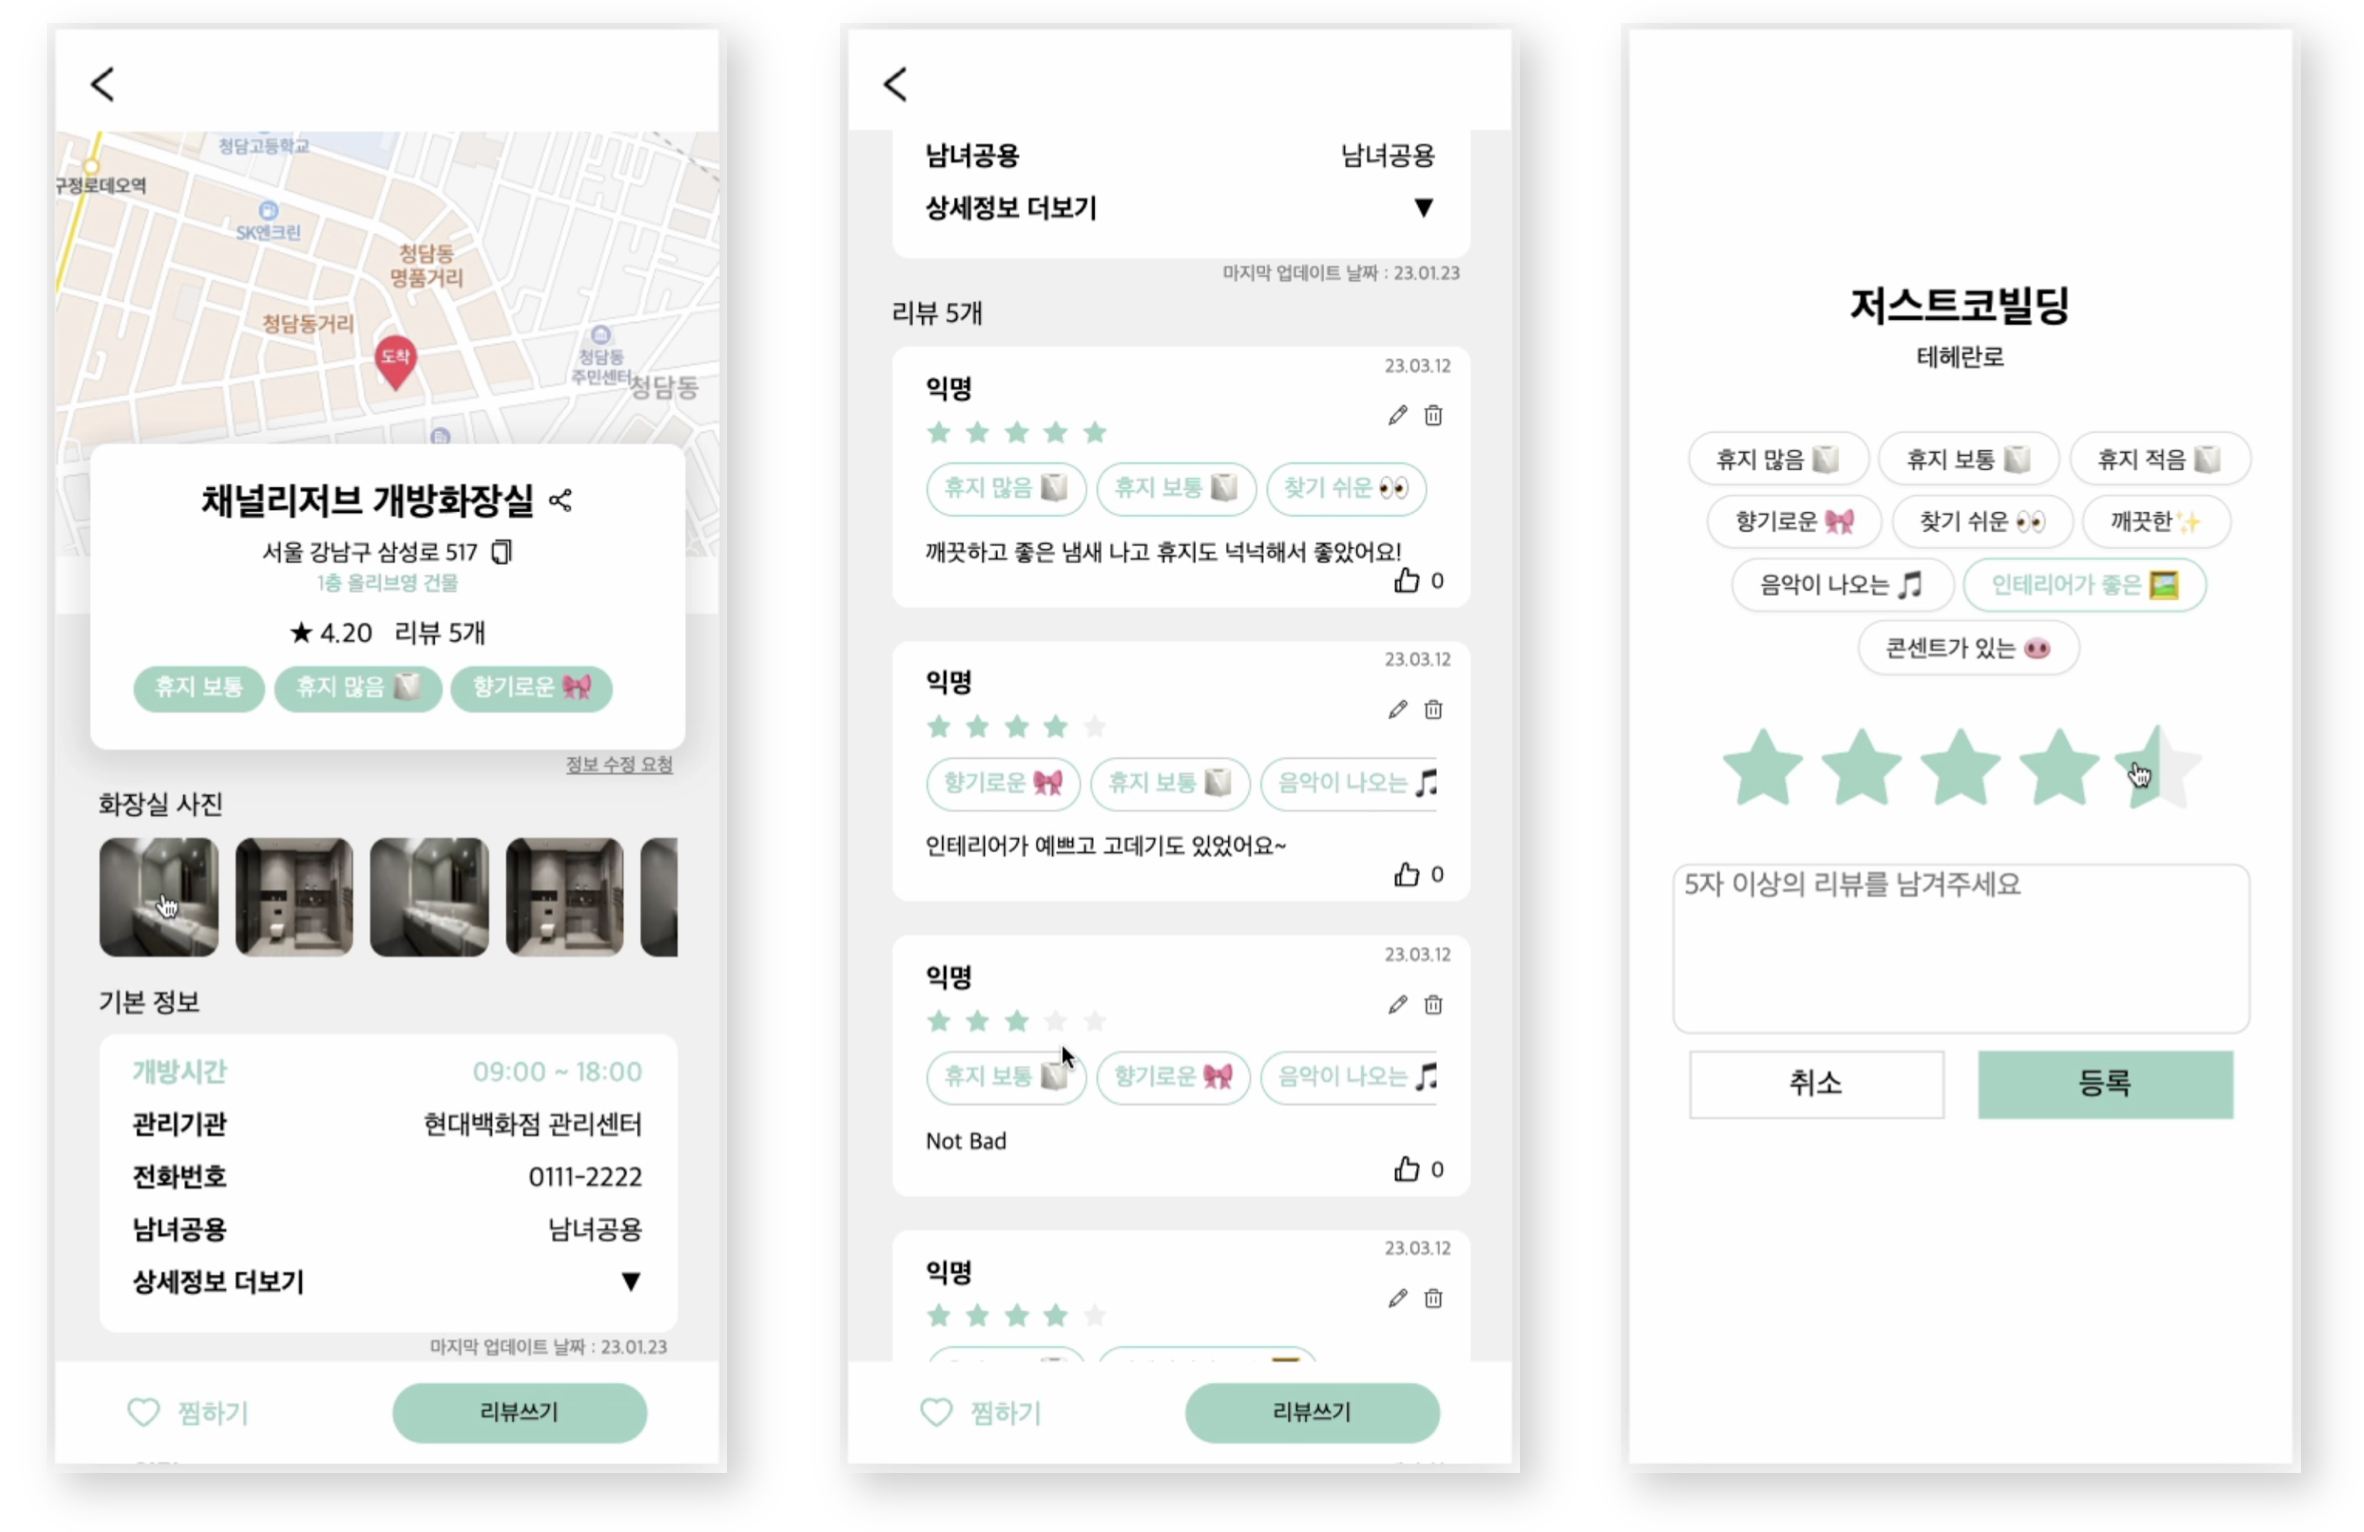 청담고등학교
구정로데오역
SK엔크린
청담동
명품거리
청담동거리
도착
청담동
주민센터
청담동
채널리저브 개방화장실
서울 강남구 삼성로 517
1층 올리브영 건물
★ 4.20 리뷰 5개
휴지 보통 휴지 많음 향기로운
정보 수정 요청
화장실 사진
기본 정보
개방시간 09:00 ~ 18:00
관리기관 현대백화점 관리센터
전화번호 0111-2222
남녀공용 남녀공용
상세정보 더보기 ▼
마지막 업데이트 날짜 : 23.01.23
찜하기 리뷰쓰기
남녀공용 남녀공용
상세정보 더보기 ▼
마지막 업데이트 날짜 : 23.01.23
리뷰 5개
23.03.12
익명
휴지 많음 휴지 보통 찾기 쉬운
깨끗하고 좋은 냄새 나고 휴지도 넉넉해서 좋았어요!
0
23.03.12
익명
향기로운 휴지 보통 음악이 나오는
인테리어가 예쁘고 고데기도 있었어요~
0
23.03.12
익명
휴지 보통 향기로운 음악이 나오는
Not Bad
0
23.03.12
익명
찜하기 리뷰쓰기
저스트코빌딩
테헤란로
휴지 많음 휴지 보통 휴지 적음
향기로운 찾기 쉬운 깨끗한
음악이 나오는 인테리어가 좋은
콘센트가 있는
5자 이상의 리뷰를 남겨주세요
취소 등록